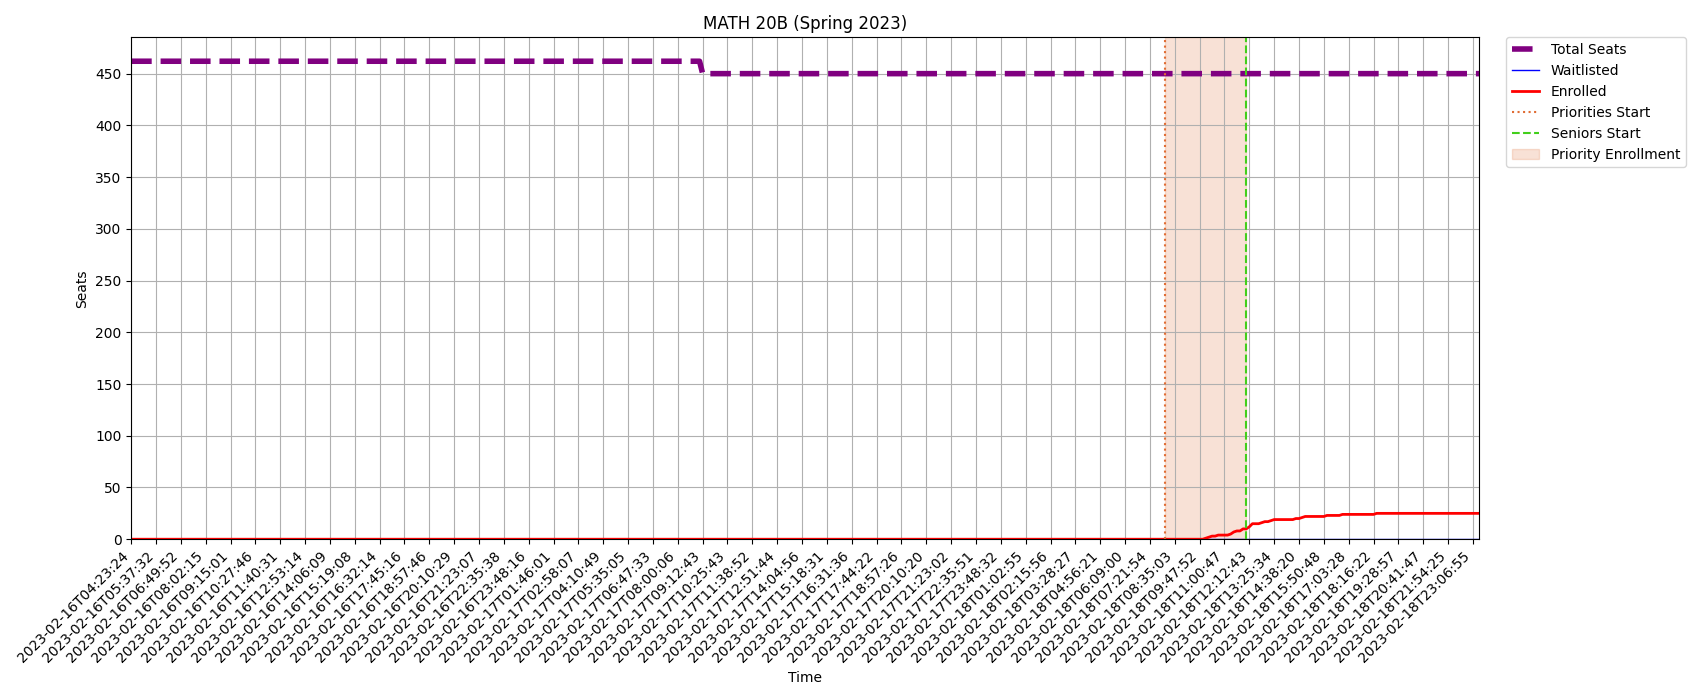 MATH 20B (Spring 2023)
Total Seats
Waitlisted
Enrolled
Priorities Start
Seniors Start
Priority Enrollment
Seats
450
400
350
300
250
200
150
100
50
0
2023-02-16T04:23:24
2023-02-16T05:37:32
2023-02-16T06:49:52
2023-02-16T08:02:15
2023-02-16T09:15:01
2023-02-16T10:27:46
2023-02-16T11:40:31
2023-02-16T12:53:14
2023-02-16T14:06:09
2023-02-16T15:19:08
2023-02-16T16:32:14
2023-02-16T17:45:16
2023-02-16T18:57:46
2023-02-16T20:10:29
2023-02-16T21:23:07
2023-02-16T22:35:38
2023-02-16T23:48:16
2023-02-17T01:46:01
2023-02-17T02:58:07
2023-02-17T04:10:49
2023-02-17T05:35:05
2023-02-17T06:47:33
2023-02-17T08:00:06
2023-02-17T09:12:43
2023-02-17T10:25:43
2023-02-17T11:38:52
2023-02-17T12:51:44
2023-02-17T14:04:56
2023-02-17T15:18:31
2023-02-17T16:31:36
2023-02-17T17:44:22
2023-02-17T18:57:26
2023-02-17T20:10:20
2023-02-17T21:23:02
2023-02-17T22:35:51
2023-02-17T23:48:32
2023-02-18T01:02:55
2023-02-18T02:15:56
2023-02-18T03:28:27
2023-02-18T04:56:21
2023-02-18T06:09:00
2023-02-18T07:21:54
2023-02-18T08:35:03
2023-02-18T09:47:52
2023-02-18T11:00:47
2023-02-18T12:12:43
2023-02-18T13:25:34
2023-02-18T14:38:20
2023-02-18T15:50:48
2023-02-18T17:03:28
2023-02-18T18:16:22
2023-02-18T19:28:57
2023-02-18T20:41:47
2023-02-18T21:54:25
2023-02-18T23:06:55
Time